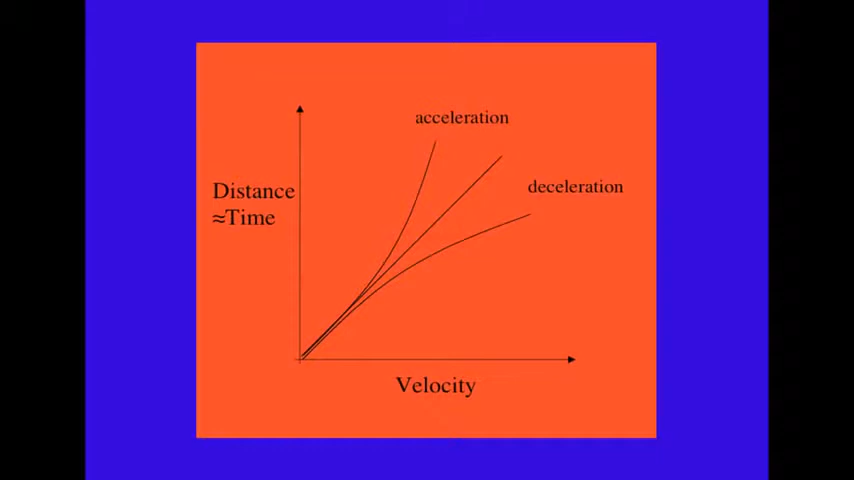 acceleration
deceleration
Distance
≈Time
Velocity